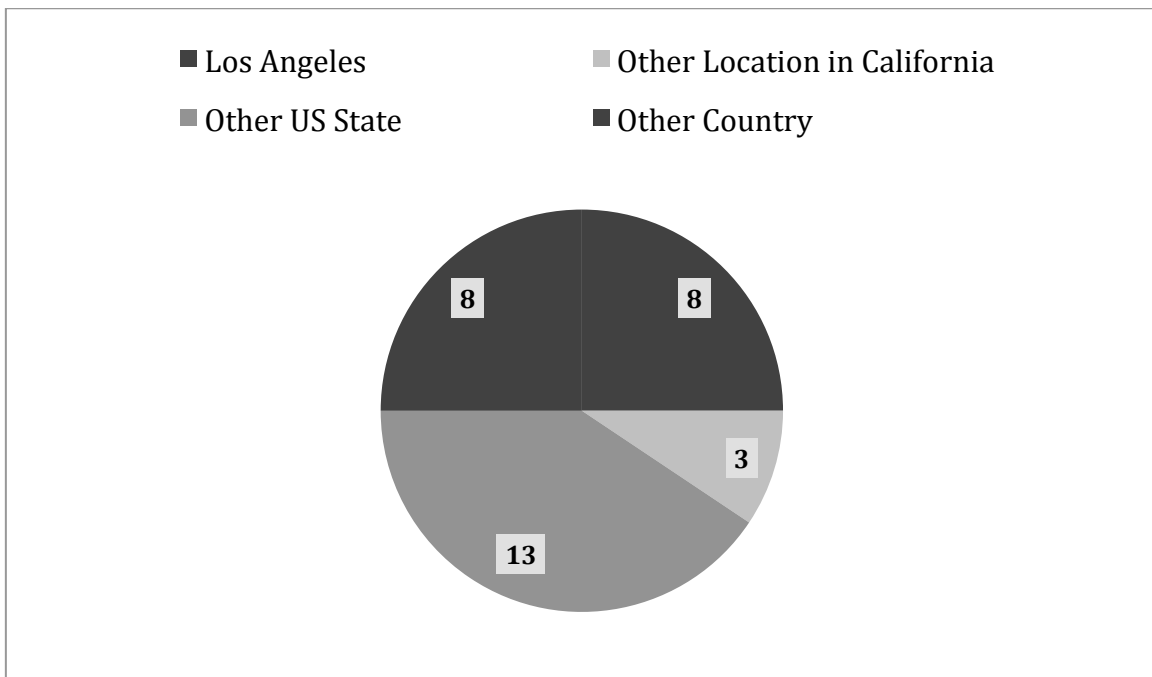 Los Angeles Other Location in California
Other US State Other Country
8 8
3
13